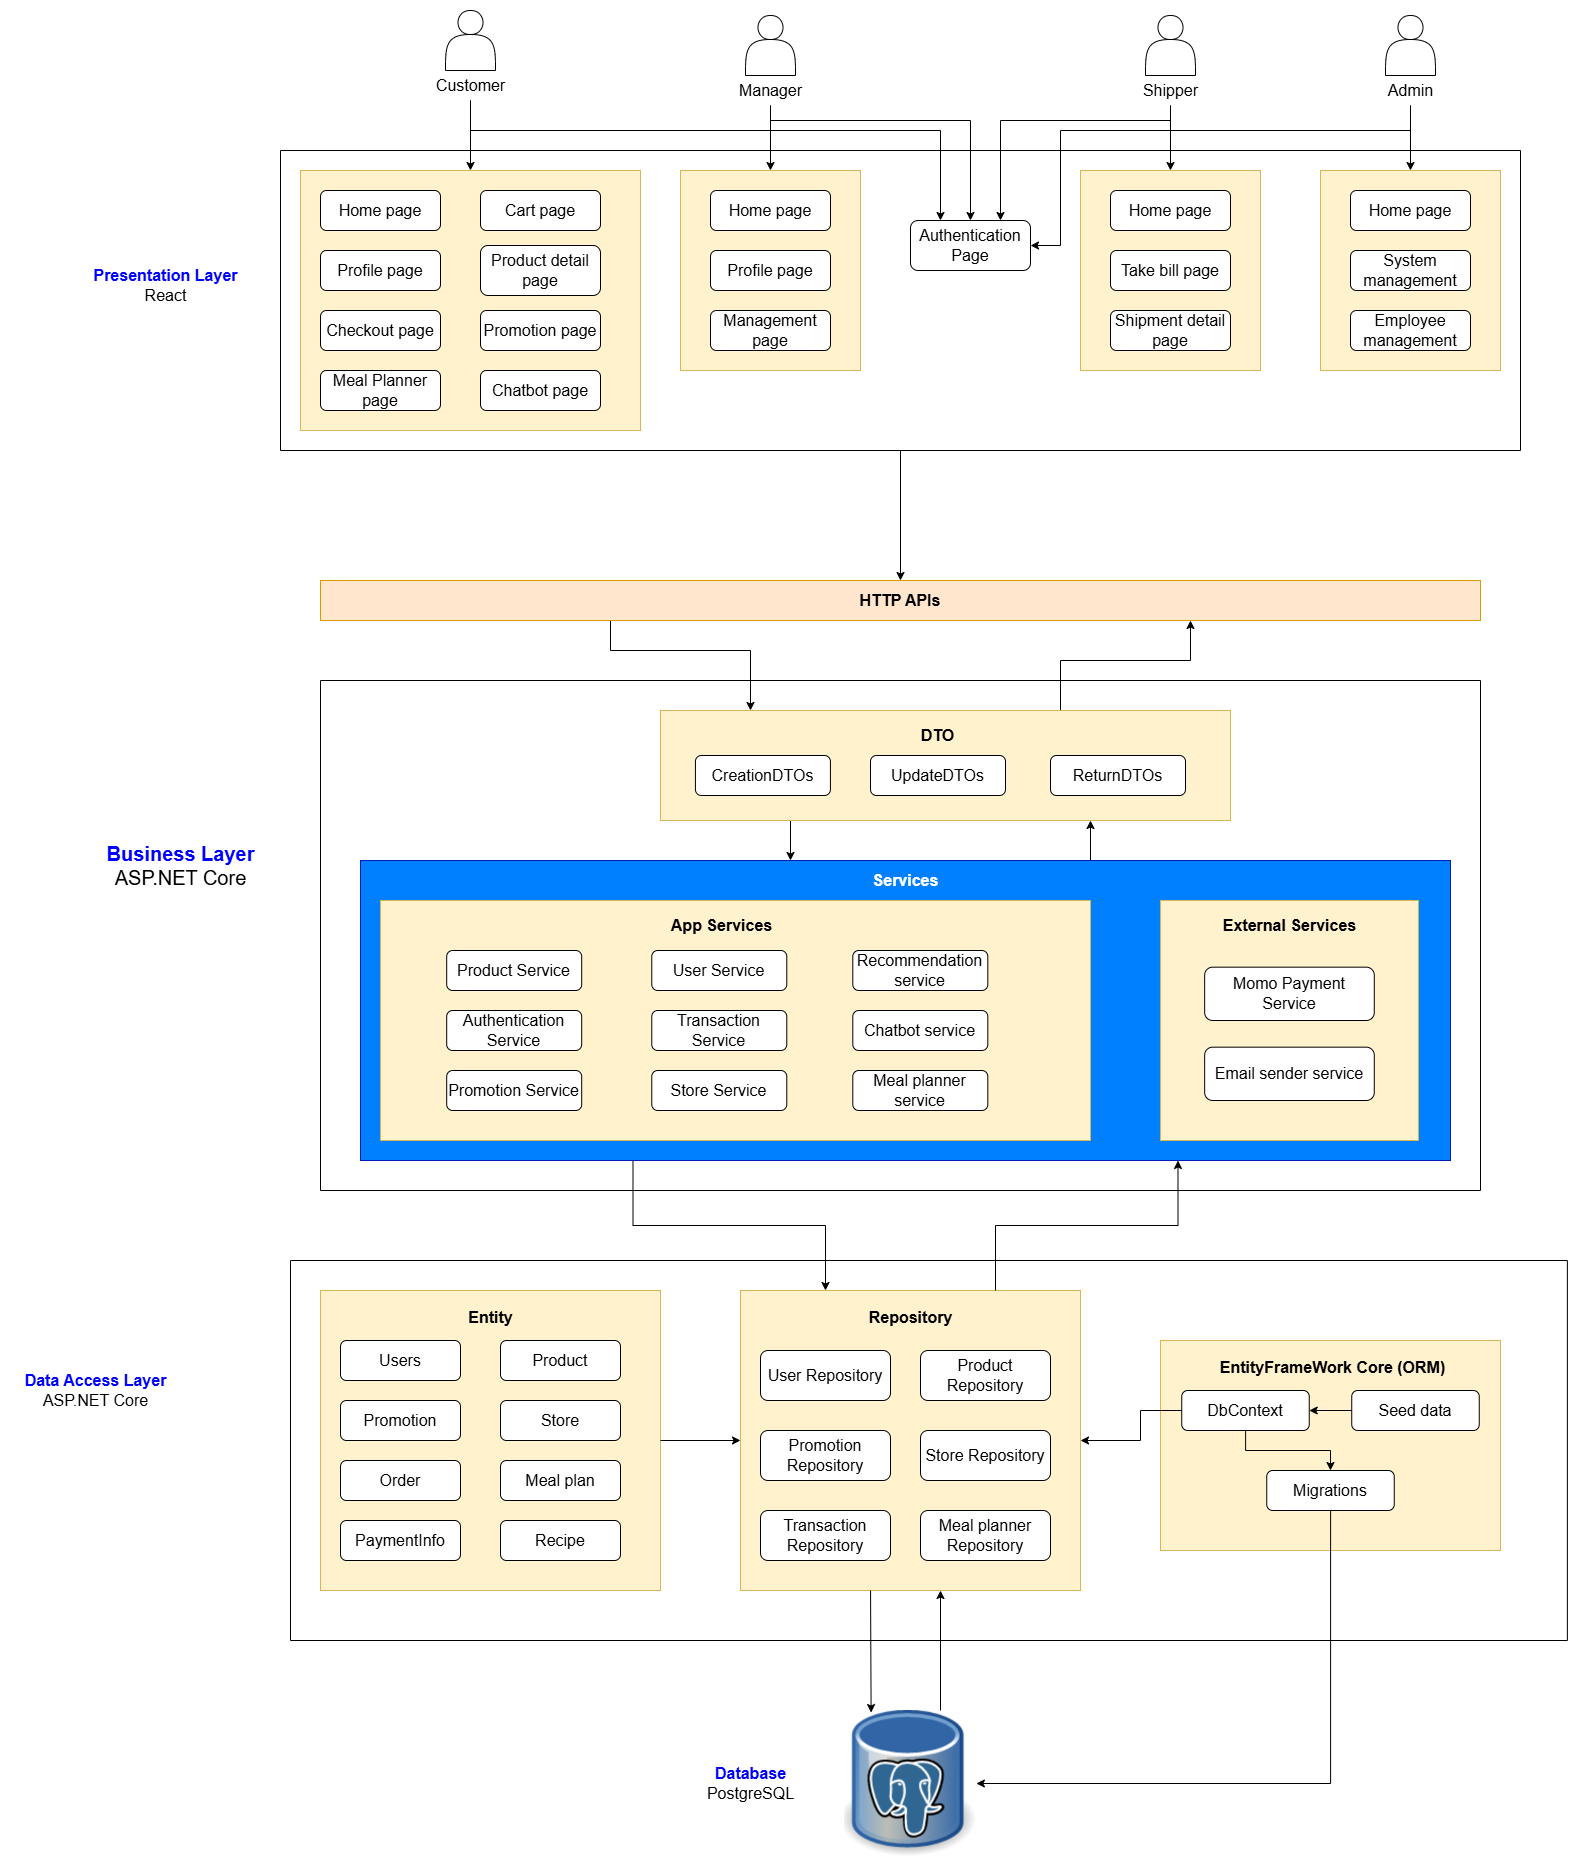 Customer
Manager
Shipper
Admin
Home page
Cart page
Profile page
Product detail
page
Checkout page
Promotion page
Meal Planner
page
Chatbot page
Home page
Profile page
Management
page
Authentication
Page
Home page
Take bill page
Shipment detail
page
Home page
System
management
Employee
management
Presentation Layer
React
HTTP APIs
DTO
CreationDTOs
UpdateDTOs
ReturnDTOs
Business Layer
ASP.NET Core
Services
App Services
Product Service
User Service
Recommendation
service
Authentication
Service
Transaction
Service
Chatbot service
Promotion Service
Store Service
Meal planner
service
External Services
Momo Payment
Service
Email sender service
Data Access Layer
ASP.NET Core
Entity
Users
Product
Promotion
Store
Order
Meal plan
PaymentInfo
Recipe
Repository
User Repository
Product
Repository
Promotion
Repository
Store Repository
Transaction
Repository
Meal planner
Repository
EntityFrameWork Core (ORM)
DbContext
Seed data
Migrations
Database
PostgreSQL